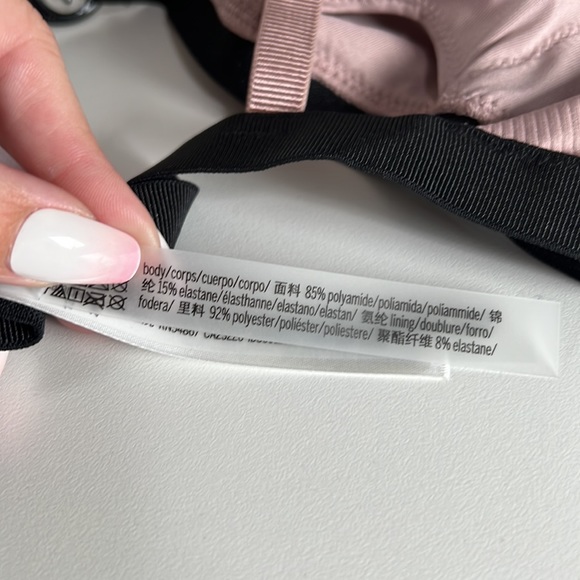 body/corps/cuerpo/corpo/ 面料 85% polyamide/poliamida/poliammide/ 锦
纶 15% elastane/élasthanne/elastano/elastan/ 氨纶 lining/doublure/forro/
fodera/ 里料 92% polyester/poliéster/poliestere/ 聚酯纤维 8% elastane/